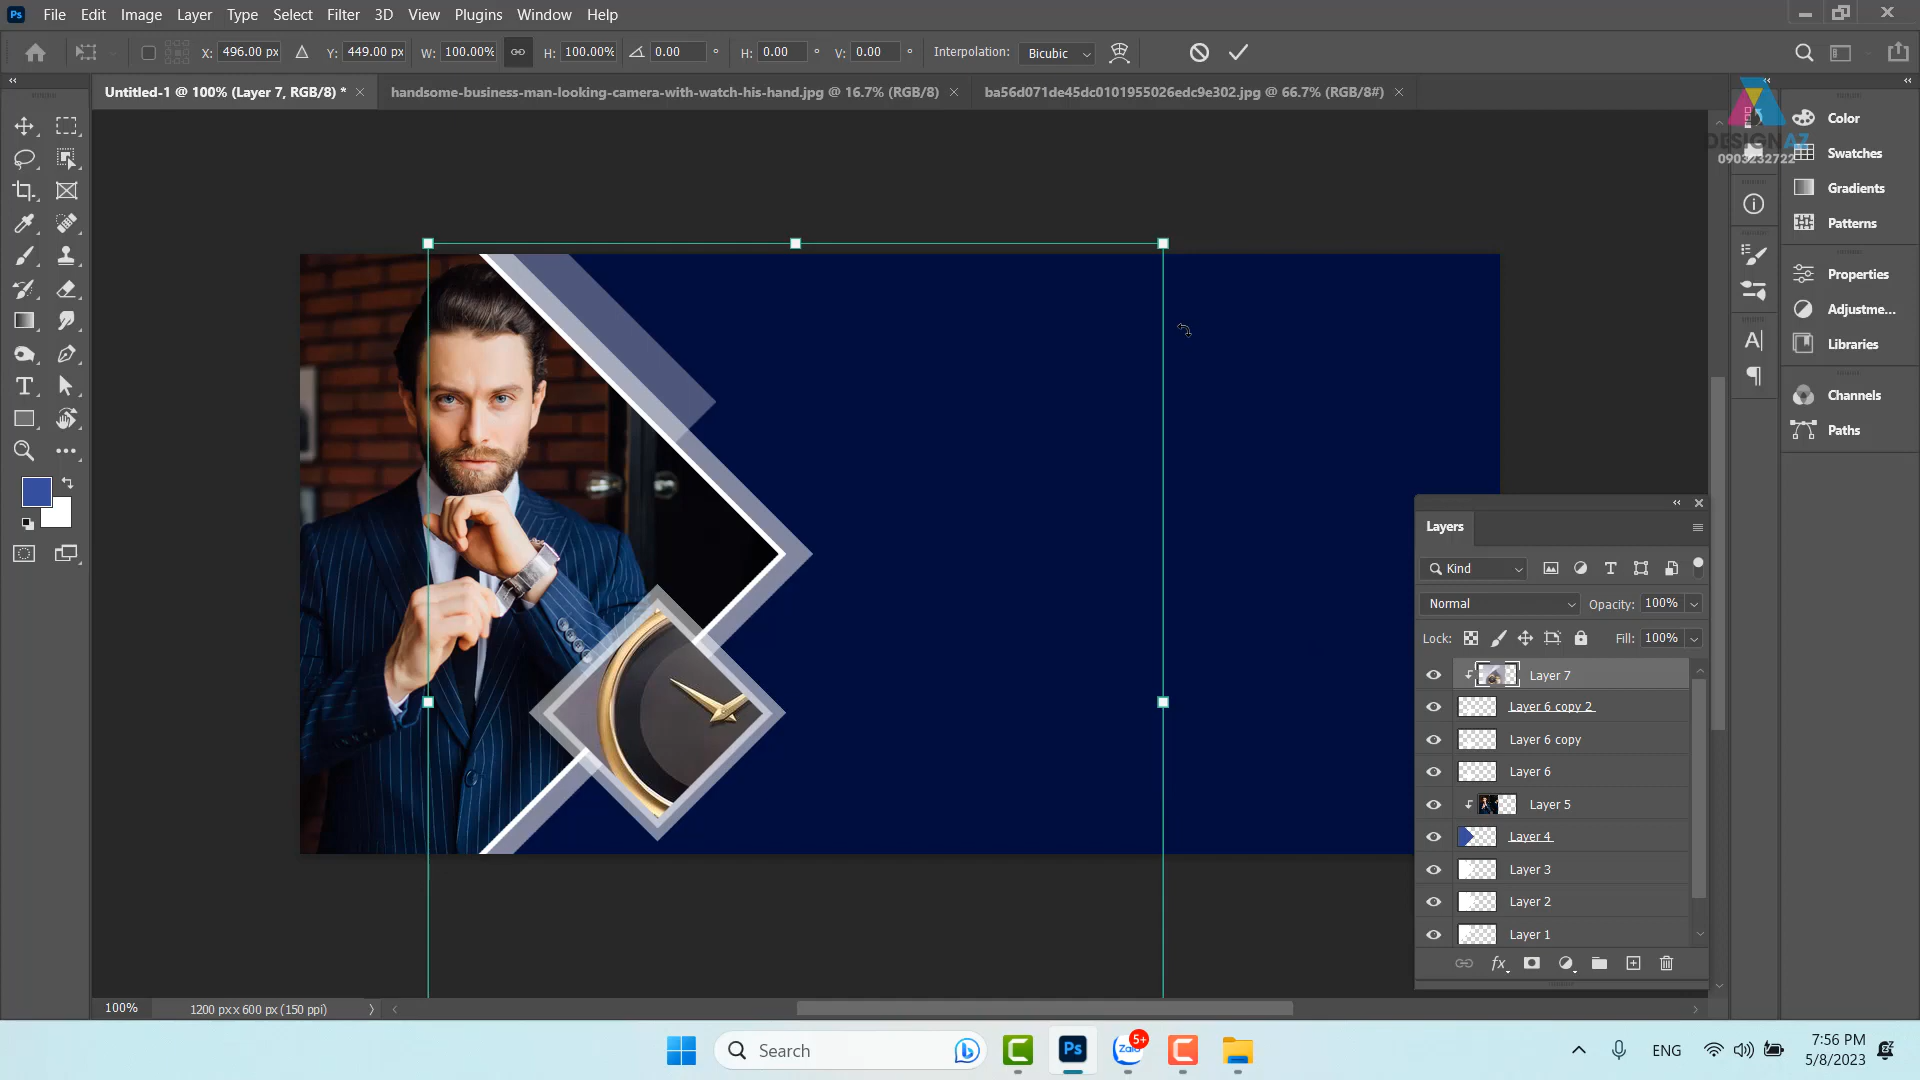 File Edit Image Layer Type Select Filter 3D View Plugins Window Help
X: 496.00 px Y: 449.00 px W: 100.00% H: 100.00% 0.00 ° H: 0.00 ° V: 0.00 ° Interpolation: Bicubic
Untitled-1 @ 100% (Layer 7, RGB/8) * handsome-business-man-looking-camera-with-watch-his-hand.jpg @ 16.7% (RGB/8) ba56d071de45dc0101955026edc9e302.jpg @ 66.7% (RGB/8#)
DESIGNAZ
0903232722
Color
Swatches
Gradients
Patterns
Properties
Adjustme...
Libraries
Channels
Paths
Layers
Kind
Normal Opacity: 100%
Lock: Fill: 100%
Layer 7
Layer 6 copy 2
Layer 6 copy
Layer 6
Layer 5
Layer 4
Layer 3
Layer 2
Layer 1
100% 1200 px x 600 px (150 ppi)
Search
Zalo 5+
ENG
7:56 PM
5/8/2023